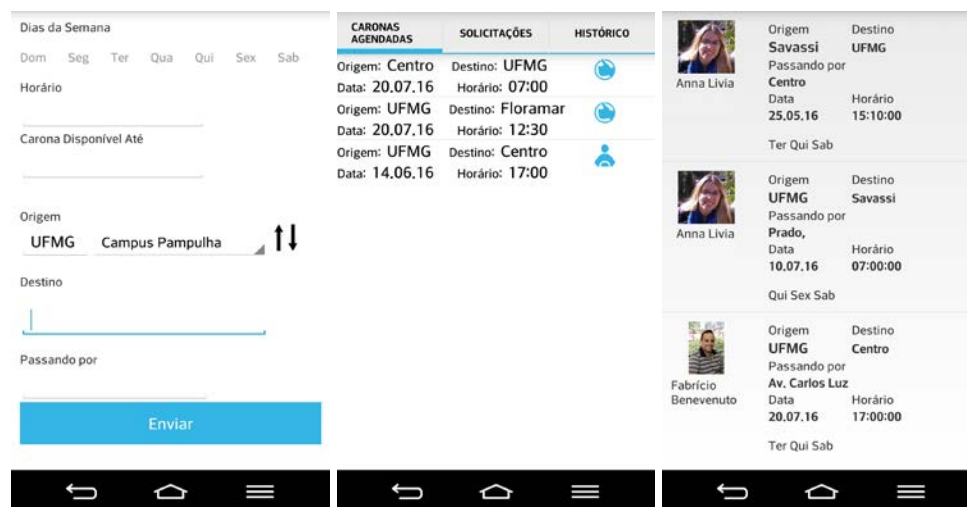 Dias da Semana
Dom Seg Ter Qua Qui Sex Sab
Horário
Carona Disponível Até
Origem
UFMG Campus Pampulha
Destino
Passando por
Enviar
CARONAS AGENDADAS SOLICITAÇÕES HISTÓRICO
Origem: Centro Destino: UFMG
Data: 20.07.16 Horário: 07:00
Origem: UFMG Destino: Floramar
Data: 20.07.16 Horário: 12:30
Origem: UFMG Destino: Centro
Data: 14.06.16 Horário: 17:00
Anna Livia
Origem Destino
Savassi UFMG
Passando por
Centro
Data Horário
25.05.16 15:10:00
Ter Qui Sab
Anna Livia
Origem Destino
UFMG Savassi
Passando por
Prado,
Data Horário
10.07.16 07:00:00
Qui Sex Sab
Fabrício
Benevenuto
Origem Destino
UFMG Centro
Passando por
Av. Carlos Luz
Data Horário
20.07.16 17:00:00
Ter Qui Sab